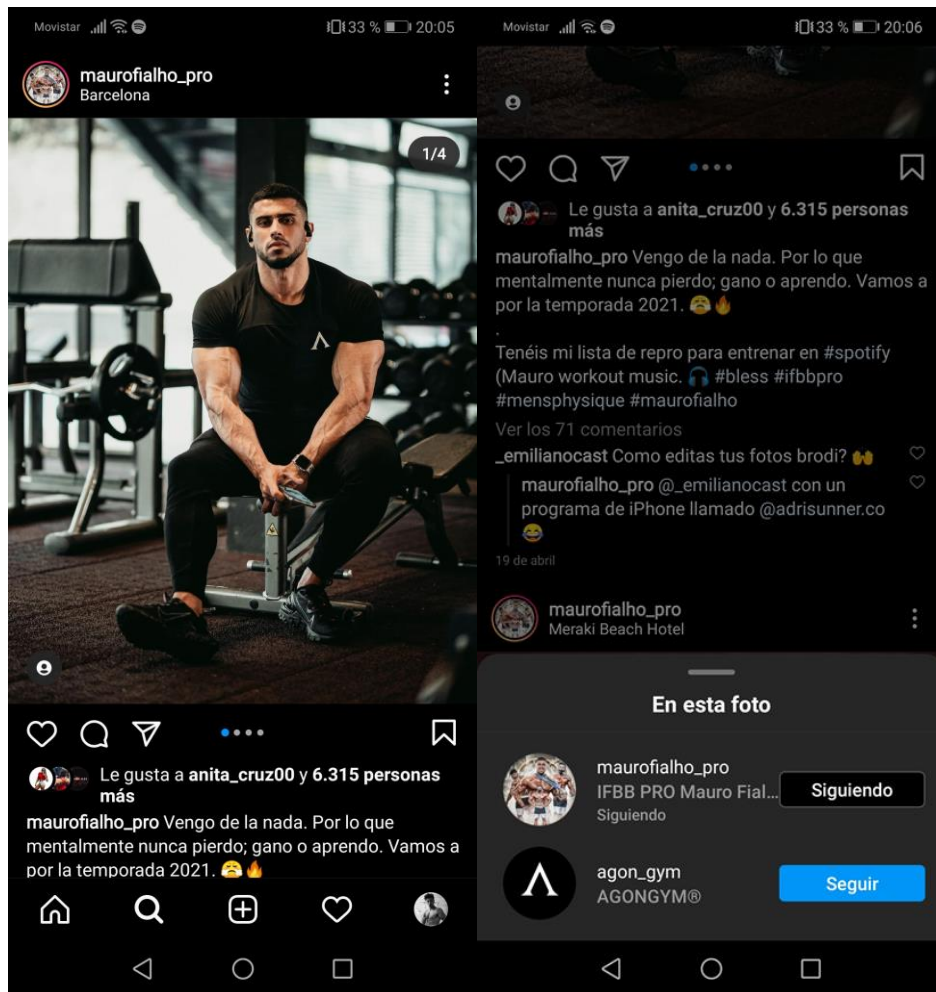 Movistar 33 % 20:05
maurofialho_pro
Barcelona
1/4
Le gusta a anita_cruz00 y 6.315 personas
más
maurofialho_pro Vengo de la nada. Por lo que
mentalmente nunca pierdo; gano o aprendo. Vamos a
por la temporada 2021. 😤🔥
Movistar 33 % 20:06
Le gusta a anita_cruz00 y 6.315 personas
más
maurofialho_pro Vengo de la nada. Por lo que
mentalmente nunca pierdo; gano o aprendo. Vamos a
por la temporada 2021. 😤🔥
.
Tenéis mi lista de repro para entrenar en #spotify
(Mauro workout music. 🎧 #bless #ifbbpro
#mensphysique #maurofialho
Ver los 71 comentarios
_emilianocast Como editas tus fotos brodi? 🙌
maurofialho_pro @_emilianocast con un
programa de iPhone llamado @adrisunner.co
😂
19 de abril
maurofialho_pro
Meraki Beach Hotel
En esta foto
maurofialho_pro
IFBB PRO Mauro Fial...
Siguiendo
Siguiendo
agon_gym
AGONGYM®
Seguir